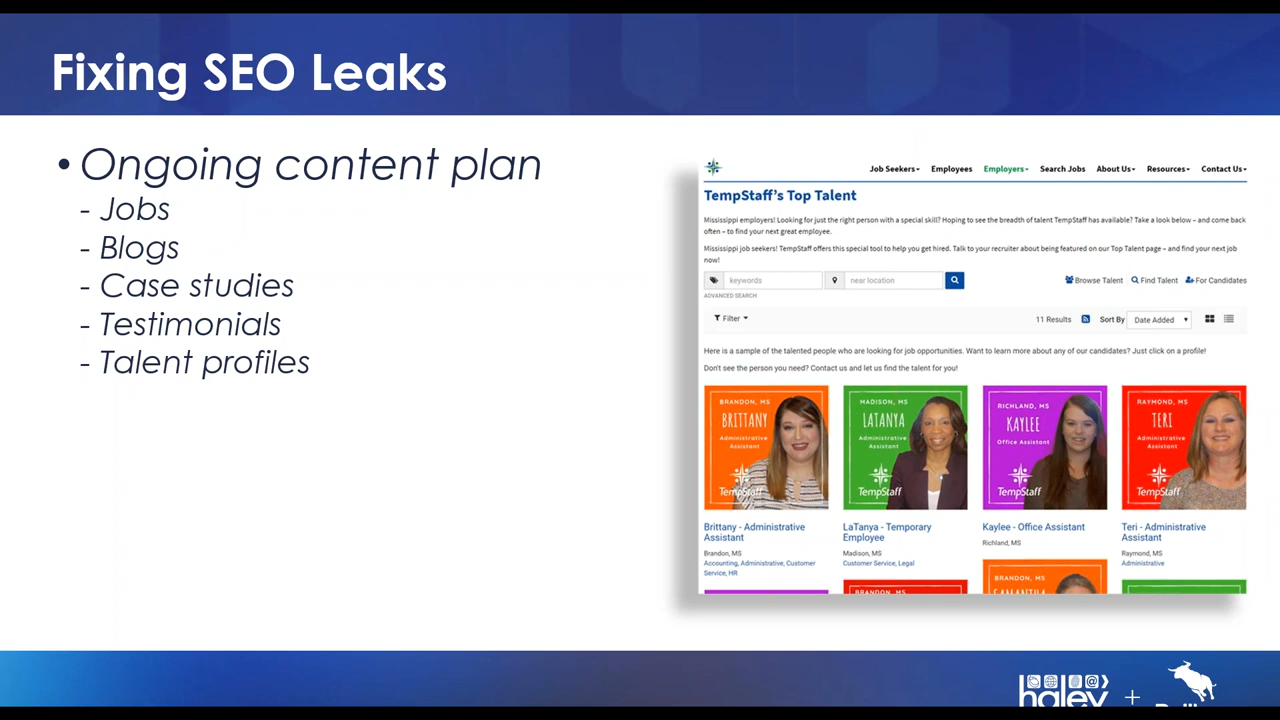 Fixing SEO Leaks
• Ongoing content plan
- Jobs
- Blogs
- Case studies
- Testimonials
- Talent profiles
Job Seekers Employees Employers Search Jobs About Us Resources Contact Us
TempStaff's Top Talent
Mississippi employers! Looking for just the right person with a special skill? Hoping to see the breadth of talent TempStaff has available? Take a look below – and come back
often – to find your next great employee.
Mississippi job seekers! TempStaff offers this special tool to help you get hired. Talk to your recruiter about being featured on our Top Talent page – and find your next job
now!
keywords near location Browse Talent Find Talent For Candidates
ADVANCED SEARCH
Filter 11 Results Sort By Date Added
Here is a sample of the talented people who are looking for job opportunities. Want to learn more about any of our candidates? Just click on a profile!
Don't see the person you need? Contact us and let us find the talent for you!
BRANDON, MS
BRITTANY
Administrative
Assistant
TempStaff
MADISON, MS
LATANYA
Administrative
Assistant
TempStaff
RICHLAND, MS
KAYLEE
Office Assistant
TempStaff
RAYMOND, MS
TERI
Administrative
Assistant
TempStaff
Brittany - Administrative
Assistant
Brandon, MS
Accounting, Administrative, Customer
Service, HR
LaTanya - Temporary
Employee
Madison, MS
Customer Service, Legal
Kaylee - Office Assistant
Richland, MS
Teri - Administrative
Assistant
Raymond, MS
Administrative
BRANDON, MS
BRANDON, MS
SAMANTHA
haley +